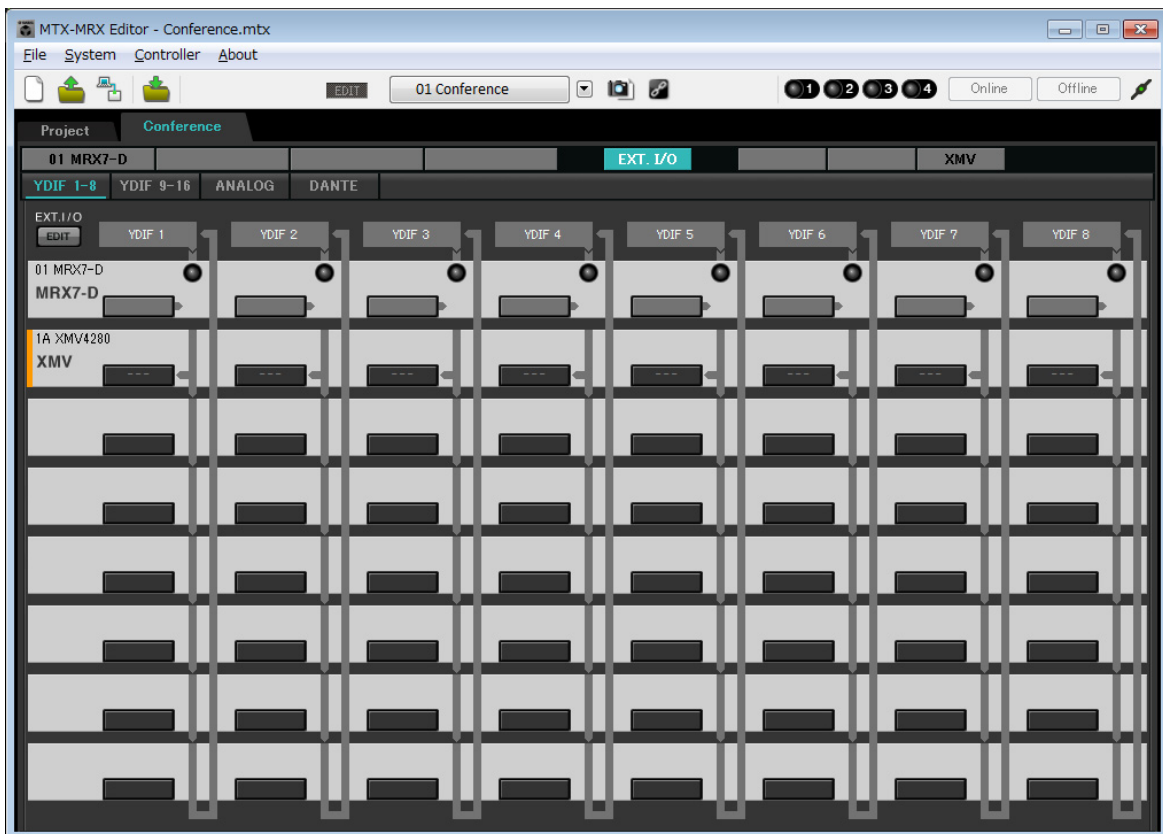 MTX-MRX Editor - Conference.mtx
File System Controller About
EDIT 01 Conference 1 2 3 4 Online Offline
Project Conference
01 MRX7-D EXT. I/O XMV
YDIF 1-8 YDIF 9-16 ANALOG DANTE
EXT.I/O
EDIT YDIF 1 YDIF 2 YDIF 3 YDIF 4 YDIF 5 YDIF 6 YDIF 7 YDIF 8
01 MRX7-D
MRX7-D
1A XMV4280
XMV
--- --- --- --- --- --- --- ---